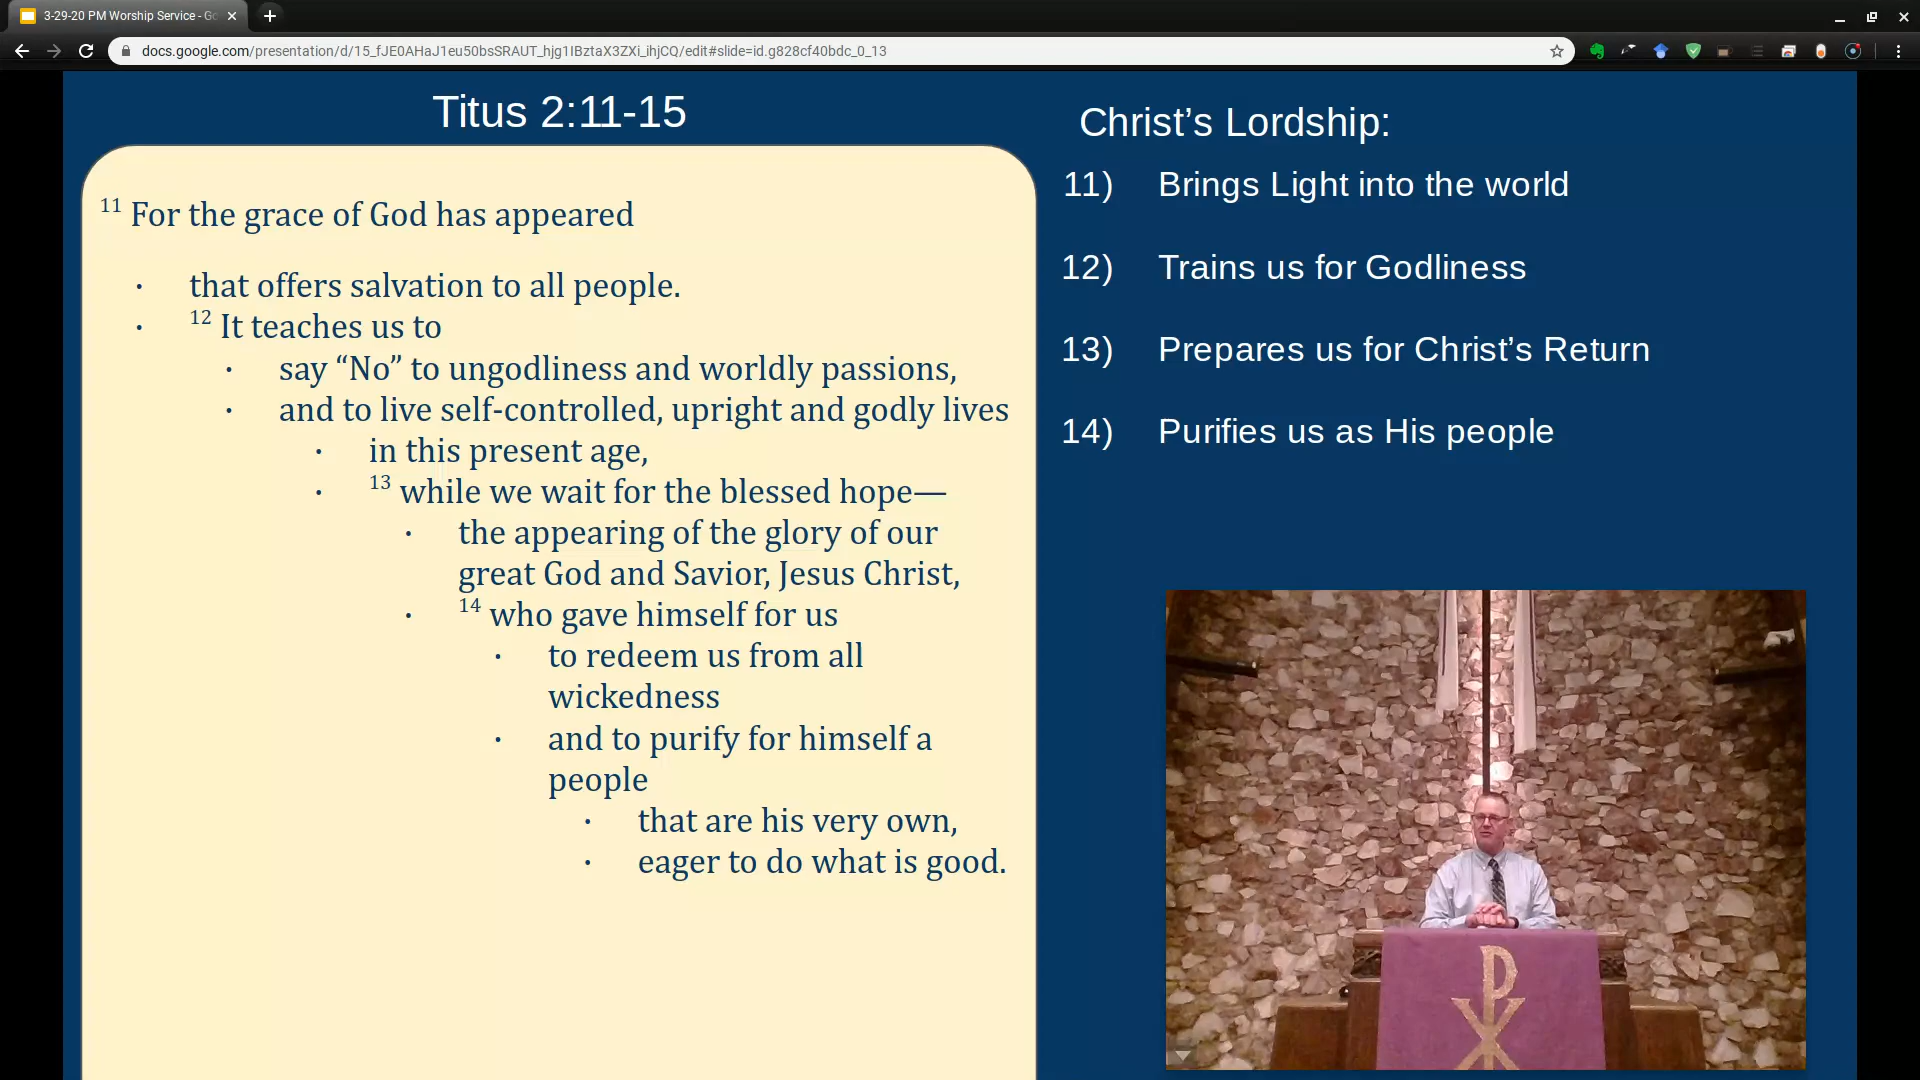 3-29-20 PM Worship Service - Go
docs.google.com/presentation/d/15_fJE0AHaJ1eu50bsSRAUT_hjg1IBztaX3ZXi_ihjCQ/edit#slide=id.g828cf40bdc_0_13
Titus 2:11-15
11 For the grace of God has appeared
· that offers salvation to all people.
· 12 It teaches us to
· say “No” to ungodliness and worldly passions,
· and to live self-controlled, upright and godly lives
· in this present age,
· 13 while we wait for the blessed hope—
· the appearing of the glory of our
great God and Savior, Jesus Christ,
· 14 who gave himself for us
· to redeem us from all
wickedness
· and to purify for himself a
people
· that are his very own,
· eager to do what is good.
Christ’s Lordship:
11) Brings Light into the world
12) Trains us for Godliness
13) Prepares us for Christ’s Return
14) Purifies us as His people